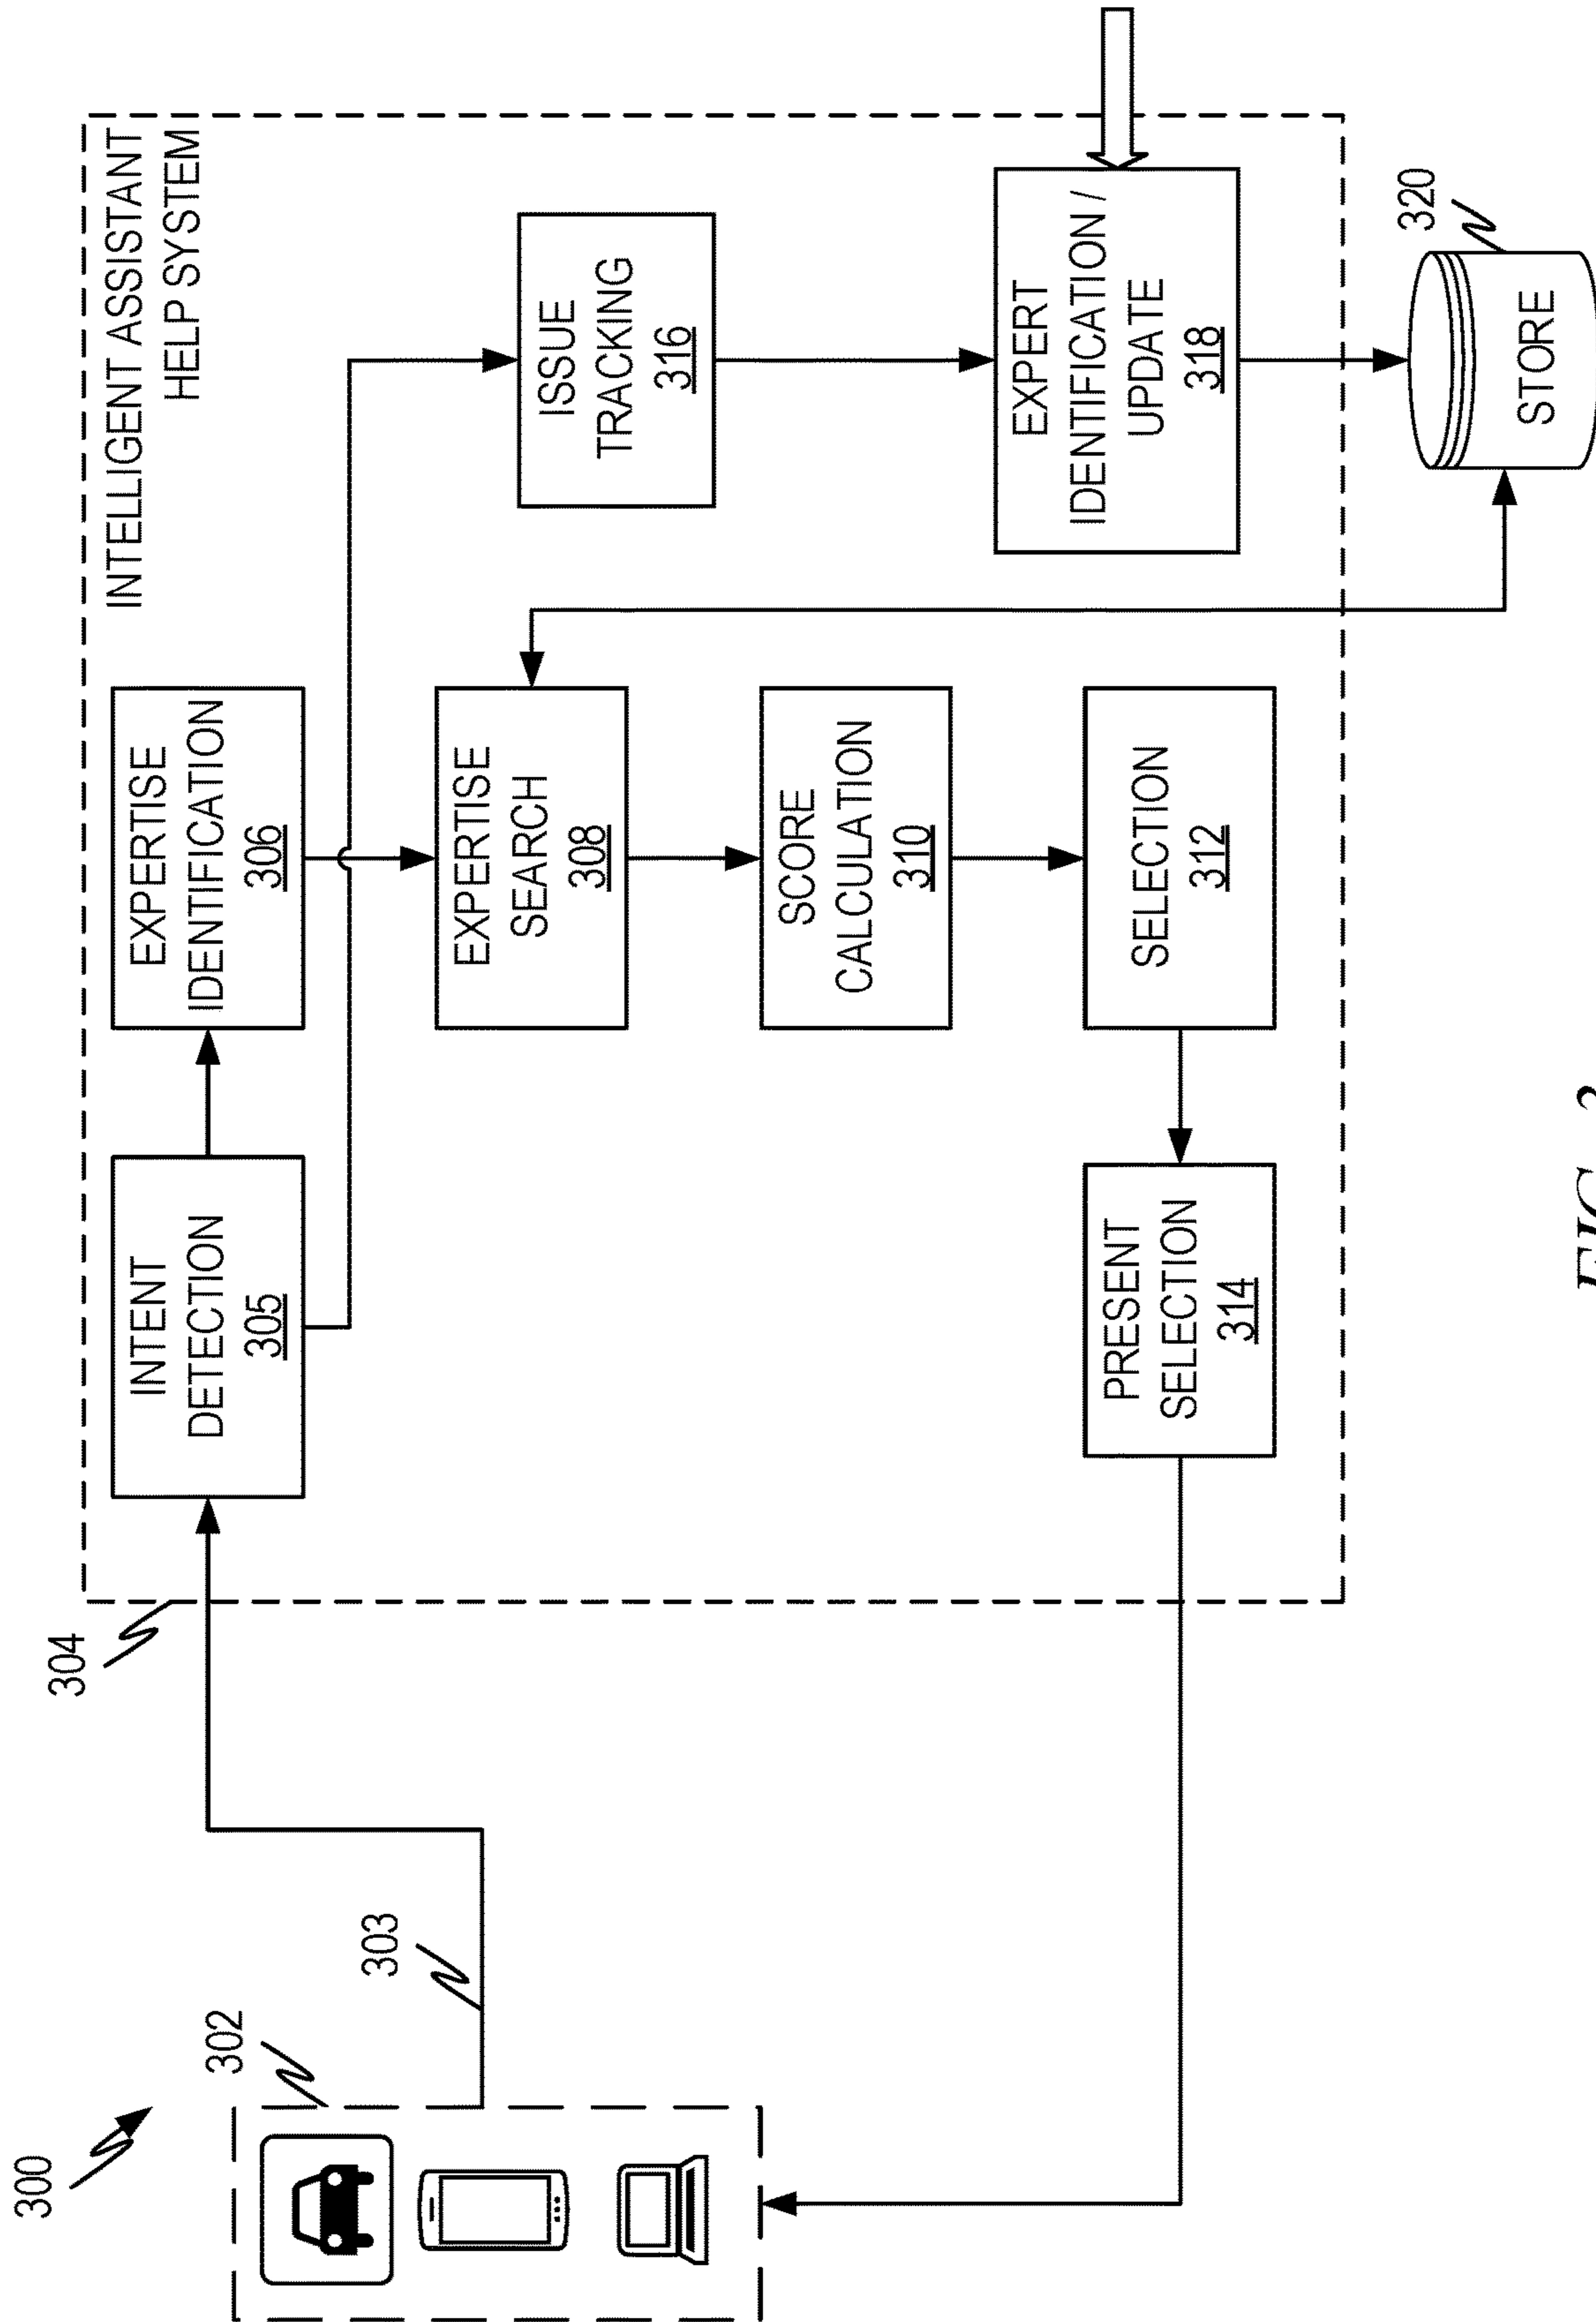 300
304
INTELLIGENT ASSISTANT
HELP SYSTEM
302
303
INTENT
DETECTION
305
EXPERTISE
IDENTIFICATION
306
EXPERTISE
SEARCH
308
SCORE
CALCULATION
310
SELECTION
312
PRESENT
SELECTION
314
ISSUE
TRACKING
316
EXPERT
IDENTIFICATION /
UPDATE
318
320
STORE
FIG.